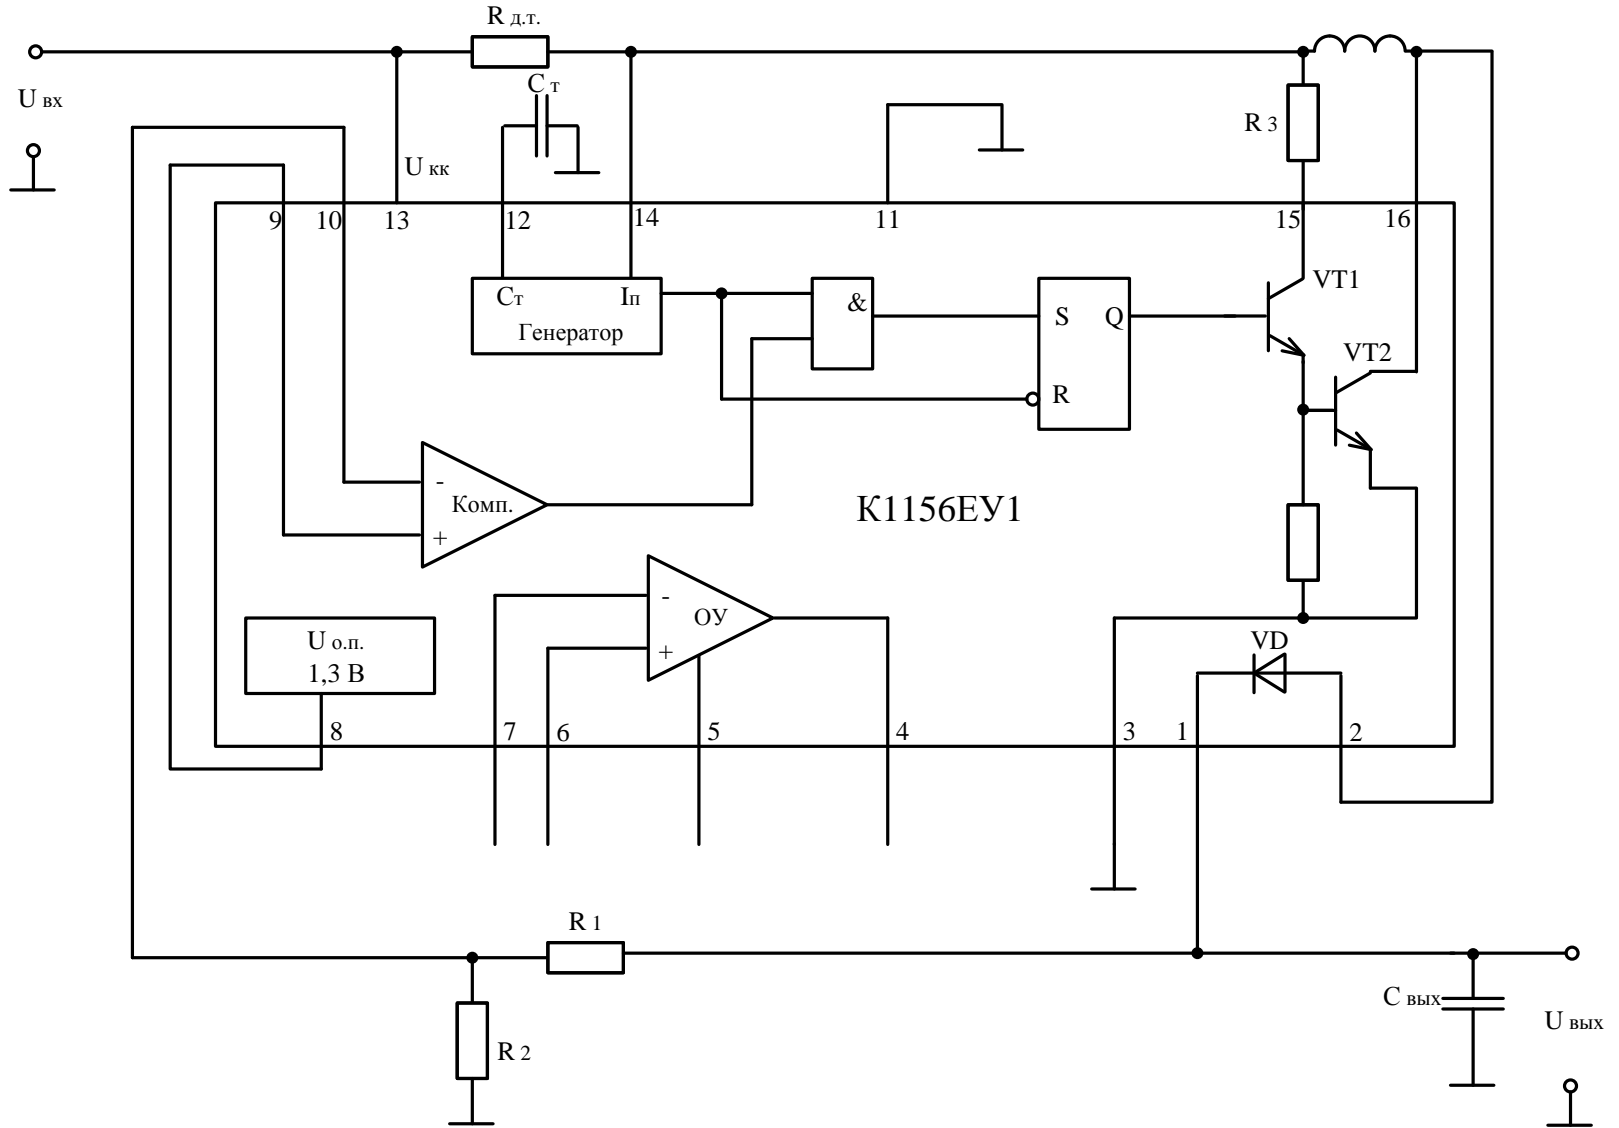 R д.т.
С т
U вх
R 3
U кк
9
10
13
12
14
11
15
16
Ст
Iп
Генератор
&
S
Q
R
VT1
VT2
-
Комп.
+
К1156ЕУ1
-
ОУ
+
U о.п.
1,3 В
VD
8
7
6
5
4
3
1
2
R 1
R 2
С вых
U вых